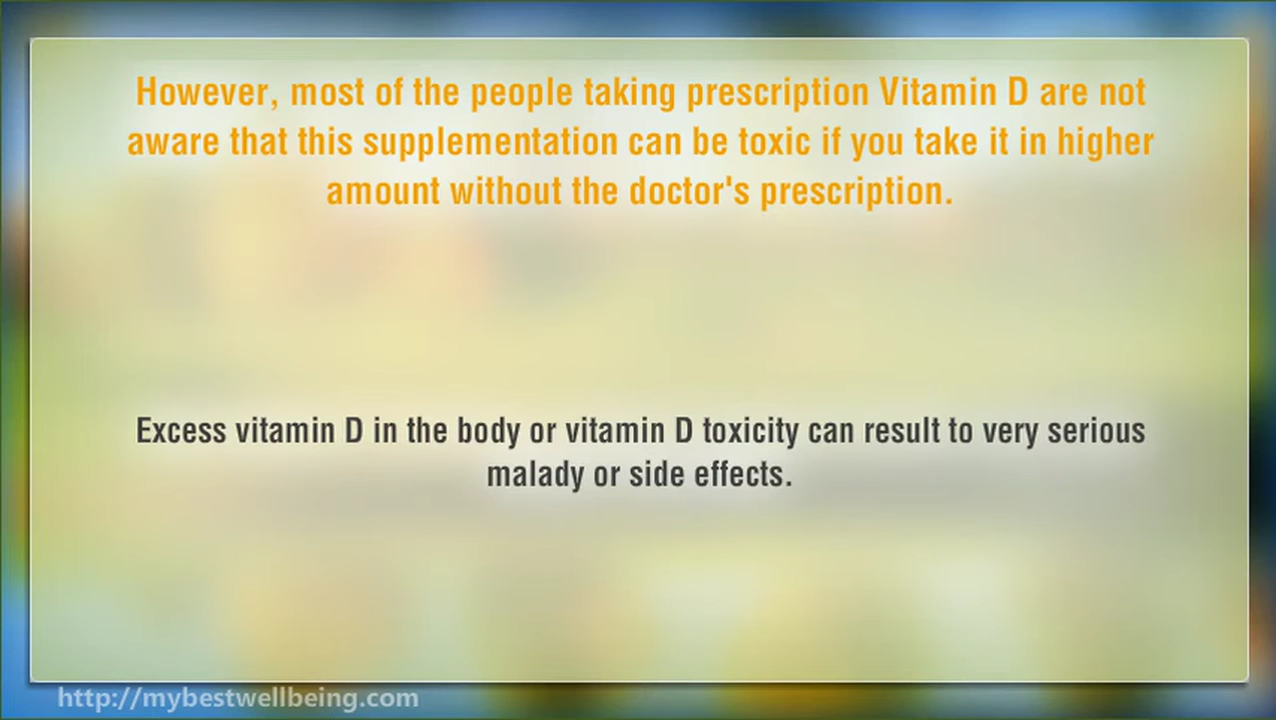 However, most of the people taking prescription Vitamin D are not
aware that this supplementation can be toxic if you take it in higher
amount without the doctor's prescription.
Excess vitamin D in the body or vitamin D toxicity can result to very serious
malady or side effects.
http://mybestwellbeing.com